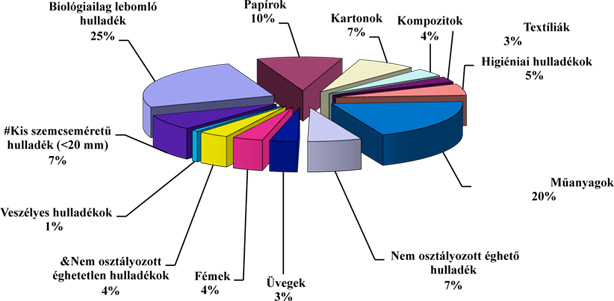 Biológiailag lebomló
hulladék
25%
Papírok
10%
Kartonok
7%
Kompozitok
4%
Textíliák
3%
Higiéniai hulladékok
5%
Műanyagok
20%
Nem osztályozott éghető
hulladék
7%
Üvegek
3%
Fémek
4%
&Nem osztályozott
éghetetlen hulladékok
4%
Veszélyes hulladékok
1%
#Kis szemcseméretű
hulladék (<20 mm)
7%